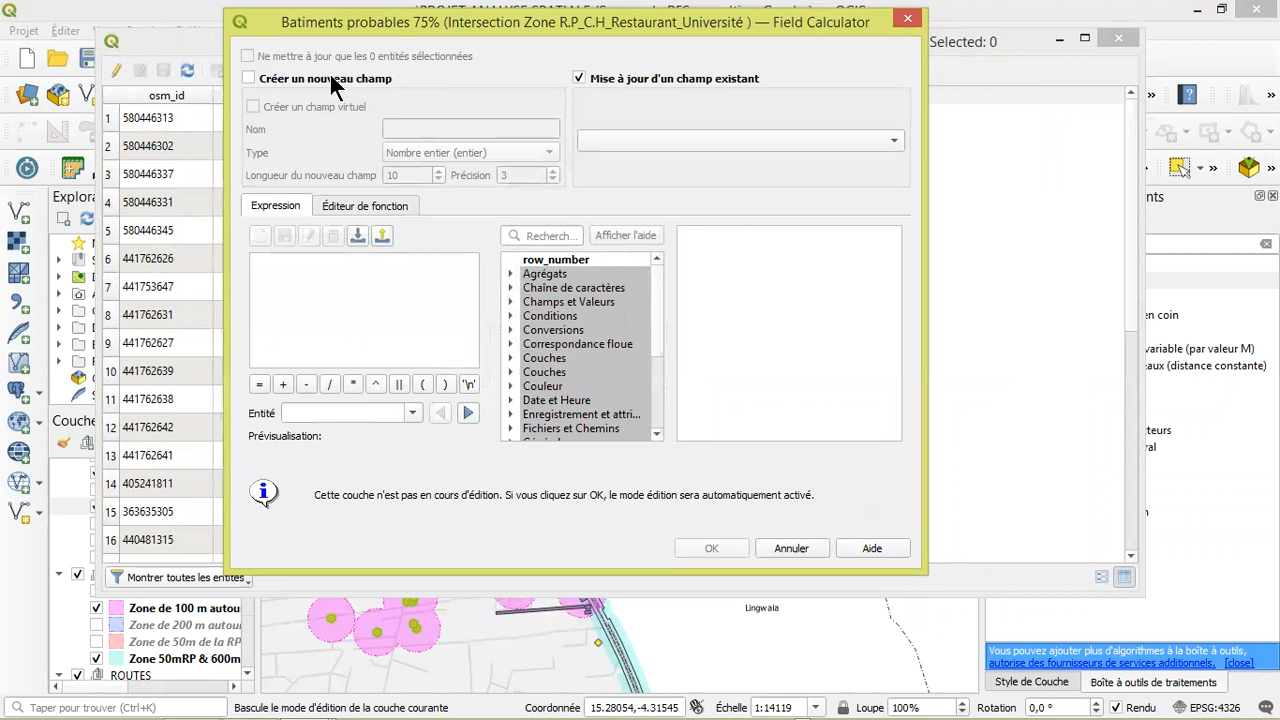 Batiments probables 75% (Intersection Zone R.P_C.H_Restaurant_Université ) — Field Calculator
Projet
Éditer
Selected: 0
Ne mettre à jour que les 0 entités sélectionnées
Créer un nouveau champ
Mise à jour d'un champ existant
Créer un champ virtuel
Nom
Type
Nombre entier (entier)
Longueur du nouveau champ
10
Précision
3
Expression
Éditeur de fonction
Recherch...
Afficher l'aide
row_number
Agrégats
Chaîne de caractères
Champs et Valeurs
Conditions
Conversions
Correspondance floue
Couches
Couches
Couleur
Date et Heure
Enregistrement et attri...
Fichiers et Chemins
= + - / * ^ || ( ) '\n'
Entité
Prévisualisation:
Cette couche n'est pas en cours d'édition. Si vous cliquez sur OK, le mode édition sera automatiquement activé.
OK
Annuler
Aide
osm_id
1 580446313
2 580446302
3 580446337
4 580446331
5 580446345
6 441762626
7 441753647
8 441762631
9 441762627
10 441762639
11 441762638
12 441762642
13 441762641
14 405241811
15 363635305
16 440481315
Montrer toutes les entités
Explora
Couche
Zone de 100 m autou
Zone de 200 m autou
Zone de 50m de la RP
Zone 50mRP & 600m
ROUTES
Lingwala
nts
en coin
variable (par valeur M)
eaux (distance constante)
cteurs
ral
Vous pouvez ajouter plus d'algorithmes à la boîte à outils,
autorise des fournisseurs de services additionnels. [close]
Style de Couche
Boîte à outils de traitements
Taper pour trouver (Ctrl+K)
Bascule le mode d'édition de la couche courante
Coordonnée
15.28054,-4.31545
Échelle
1:14119
Loupe
100%
Rotation
0,0 °
Rendu
EPSG:4326